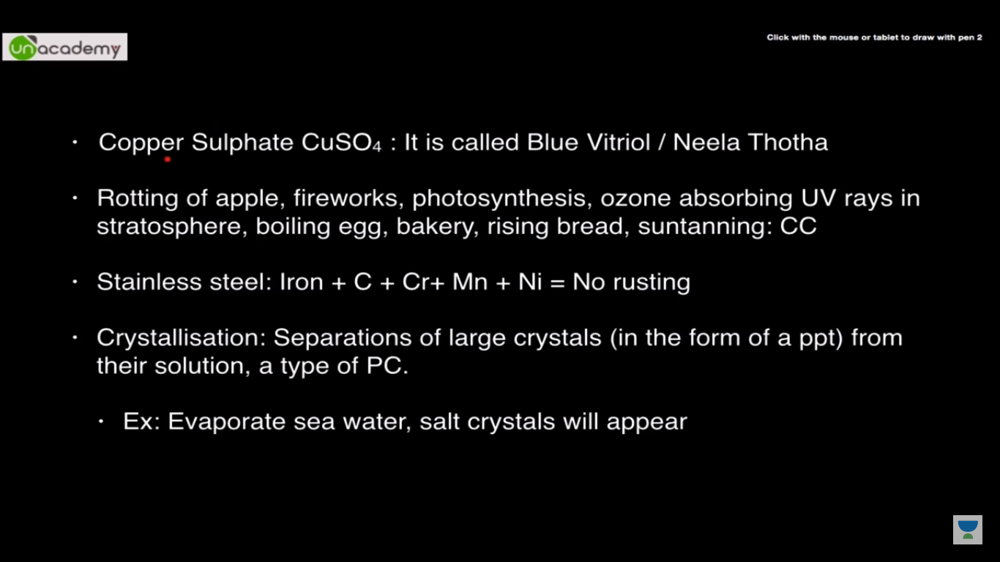 unacademy
Click with the mouse or tablet to draw with pen 2
• Copper Sulphate CuSO₄ : It is called Blue Vitriol / Neela Thotha
• Rotting of apple, fireworks, photosynthesis, ozone absorbing UV rays in
stratosphere, boiling egg, bakery, rising bread, suntanning: CC
• Stainless steel: Iron + C + Cr+ Mn + Ni = No rusting
• Crystallisation: Separations of large crystals (in the form of a ppt) from
their solution, a type of PC.
• Ex: Evaporate sea water, salt crystals will appear